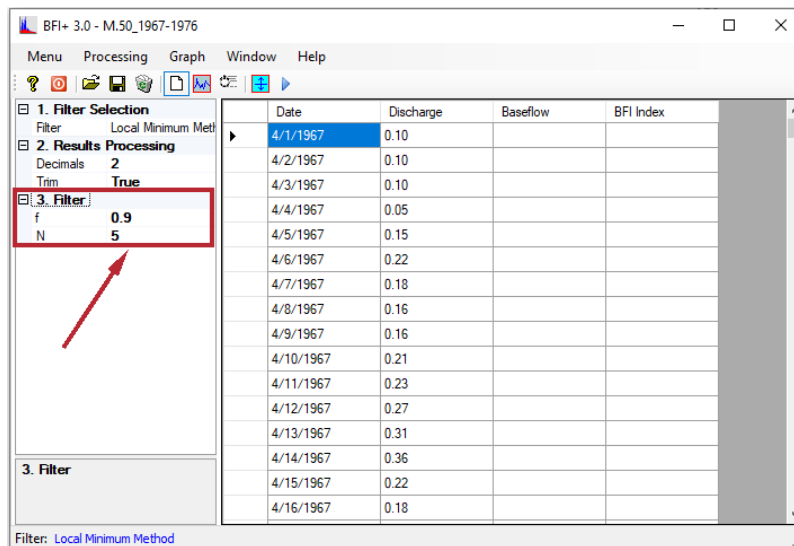 BFI+ 3.0 - M.50_1967-1976
Menu Processing Graph Window Help
1. Filter Selection
Filter Local Minimum Meth
2. Results Processing
Decimals 2
Trim True
3. Filter
f 0.9
N 5
3. Filter
Date Discharge Baseflow BFI Index
4/1/1967 0.10
4/2/1967 0.10
4/3/1967 0.10
4/4/1967 0.05
4/5/1967 0.15
4/6/1967 0.22
4/7/1967 0.18
4/8/1967 0.16
4/9/1967 0.16
4/10/1967 0.21
4/11/1967 0.23
4/12/1967 0.27
4/13/1967 0.31
4/14/1967 0.36
4/15/1967 0.22
4/16/1967 0.18
Filter: Local Minimum Method